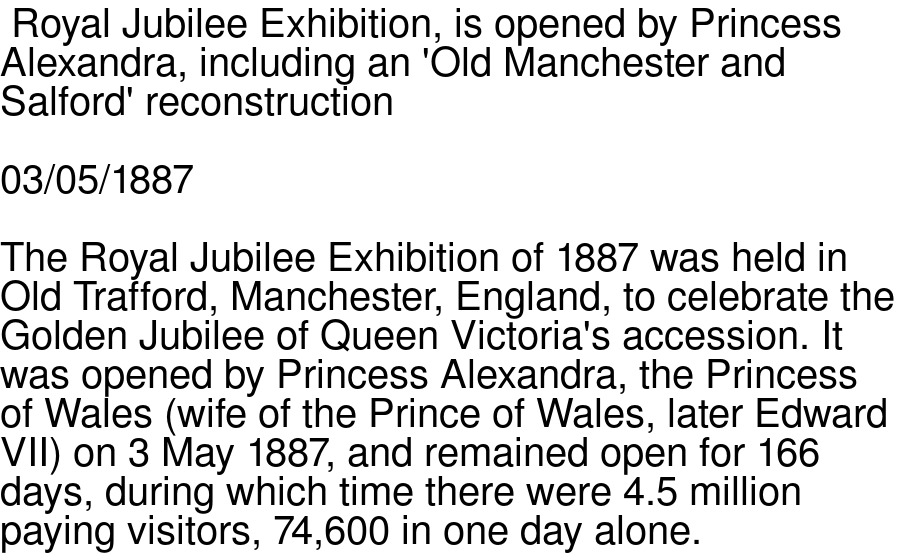 Royal Jubilee Exhibition, is opened by Princess
Alexandra, including an 'Old Manchester and
Salford' reconstruction
03/05/1887
The Royal Jubilee Exhibition of 1887 was held in
Old Trafford, Manchester, England, to celebrate the
Golden Jubilee of Queen Victoria's accession. It
was opened by Princess Alexandra, the Princess
of Wales (wife of the Prince of Wales, later Edward
VII) on 3 May 1887, and remained open for 166
days, during which time there were 4.5 million
paying visitors, 74,600 in one day alone.